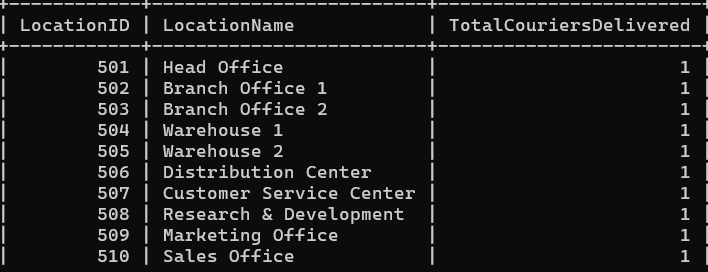 +------------+-------------------------+------------------------+
| LocationID | LocationName            | TotalCouriersDelivered |
+------------+-------------------------+------------------------+
|        501 | Head Office             |                      1 |
|        502 | Branch Office 1         |                      1 |
|        503 | Branch Office 2         |                      1 |
|        504 | Warehouse 1             |                      1 |
|        505 | Warehouse 2             |                      1 |
|        506 | Distribution Center     |                      1 |
|        507 | Customer Service Center |                      1 |
|        508 | Research & Development  |                      1 |
|        509 | Marketing Office        |                      1 |
|        510 | Sales Office            |                      1 |